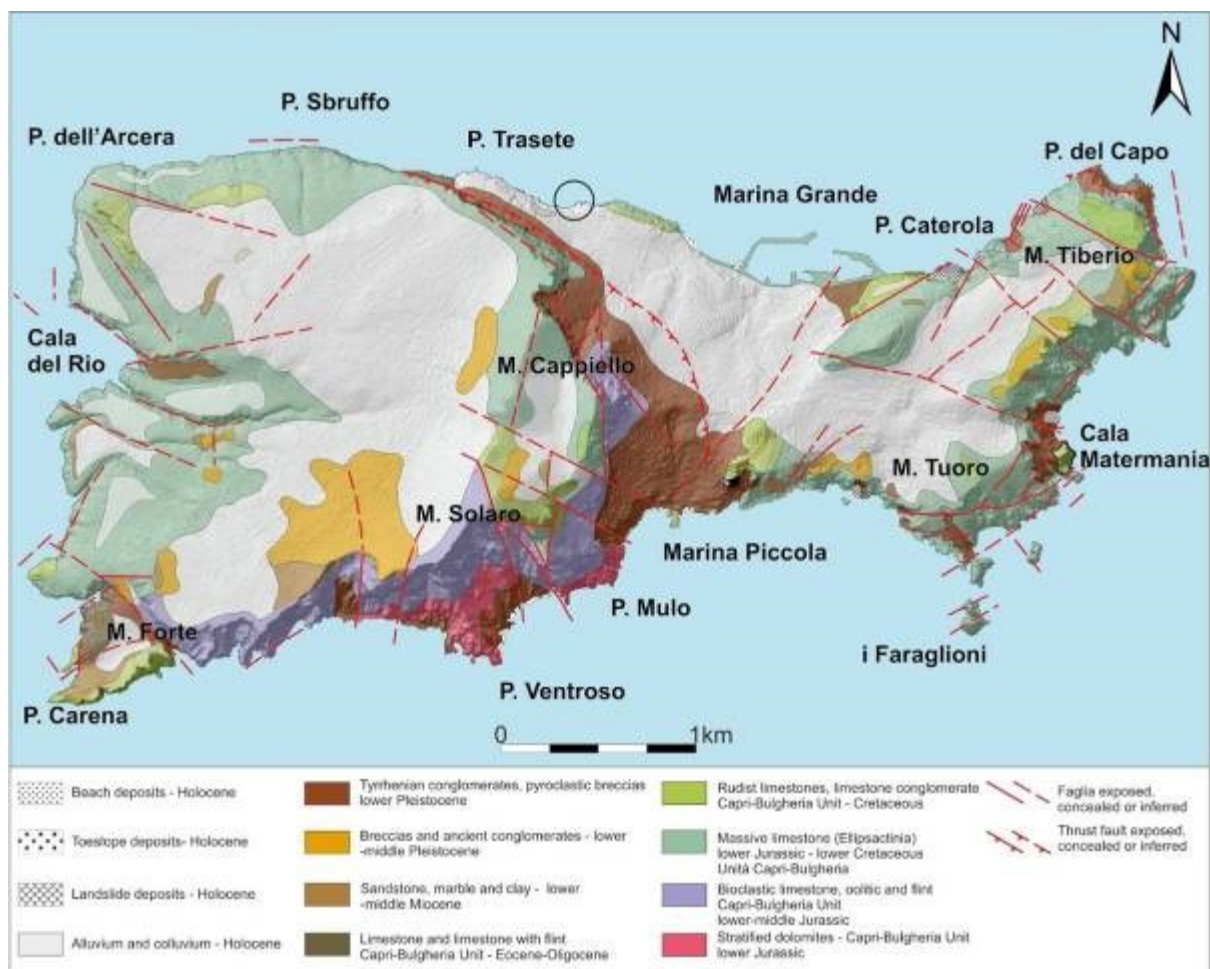 N
P. Sbruffo
P. dell'Arcera
P. Trasete
P. del Capo
Marina Grande
P. Caterola
M. Tiberio
Cala
del Rio
M. Cappiello
Cala
Matermania
M. Tuoro
M. Solaro
Marina Piccola
P. Mulo
M. Forte
i Faraglioni
P. Ventroso
P. Carena
0 1km
Beach deposits - Holocene
Toeslope deposits- Holocene
Landslide deposits - Holocene
Alluvium and colluvium - Holocene
Tyrrhenian conglomerates, pyroclastic breccias
lower Pleistocene
Breccias and ancient conglomerates - lower
-middle Pleistocene
Sandstone, marble and clay - lower
-middle Miocene
Limestone and limestone with flint
Capri-Bulgheria Unit - Eocene-Oligocene
Rudist limestones, limestone conglomerate
Capri-Bulgheria Unit - Cretaceous
Massive limestone (Ellipsactinia)
lower Jurassic - lower Cretaceous
Unità Capri-Bulgheria
Bioclastic limestone, oolitic and flint
Capri-Bulgheria Unit
lower-middle Jurassic
Stratified dolomites - Capri-Bulgheria Unit
lower Jurassic
Faglia exposed,
concealed or inferred
Thrust fault exposed,
concealed or inferred